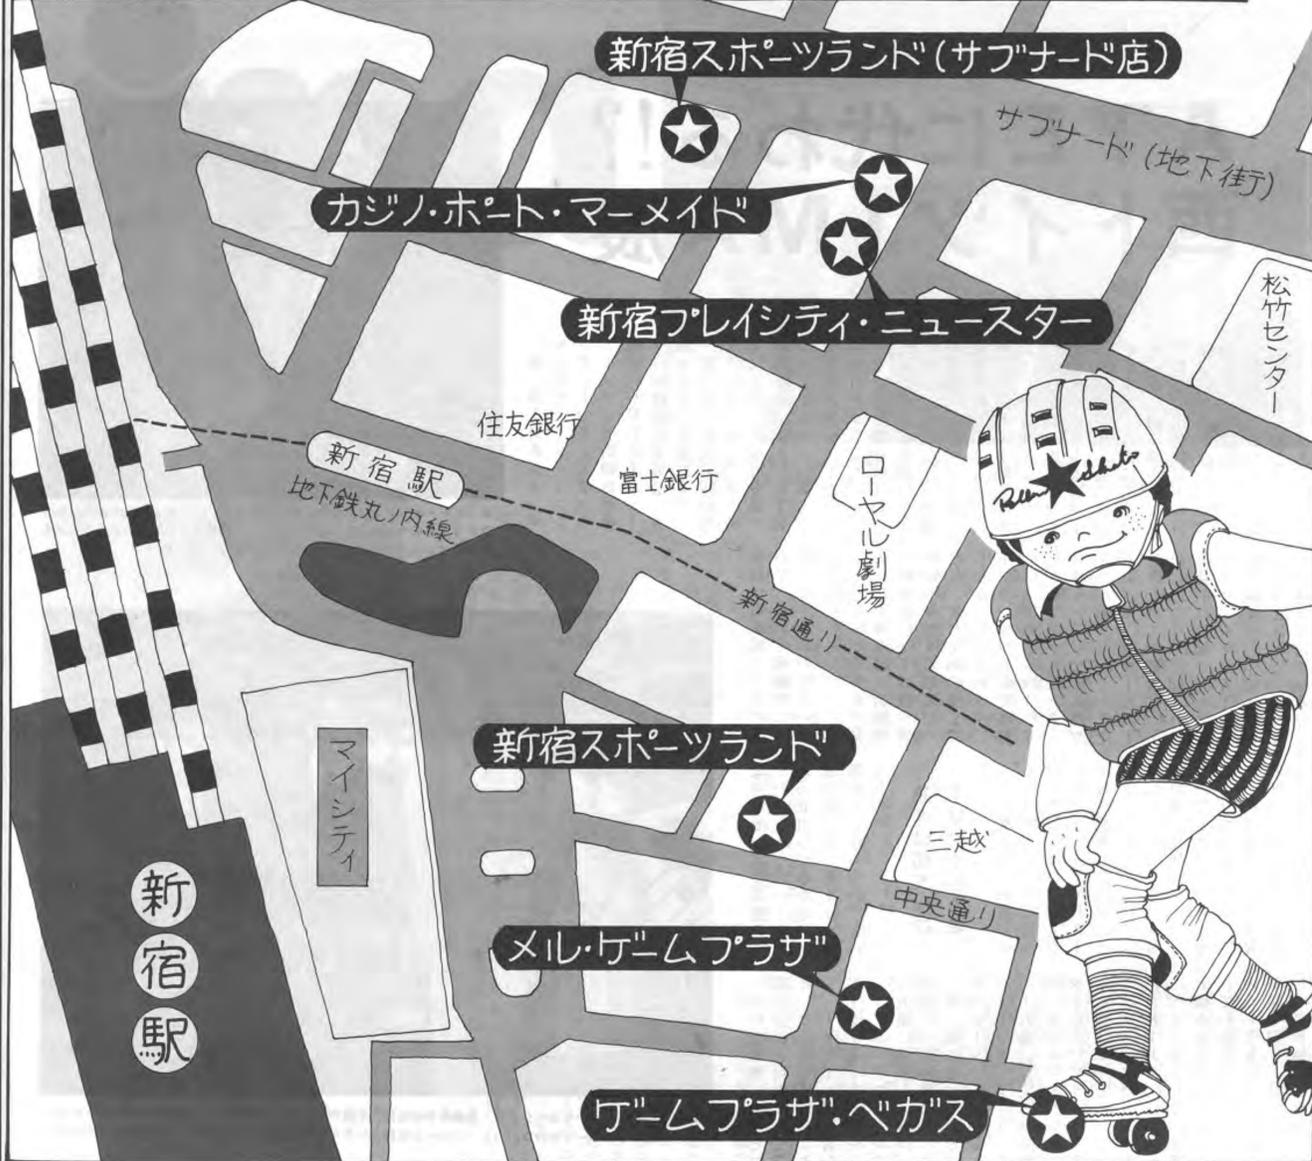 新宿スポーツランド(サブナード店)
サブナード(地下街)
カジノ・ポート・マーメイド
新宿プレイシティ・ニュースター
松竹センター
住友銀行
新宿駅
地下鉄丸ノ内線
富士銀行
ローヤル劇場
新宿通り
新宿スポーツランド
マイシティ
三越
中央通り
新宿駅
メル・ゲームプラザ
ゲームプラザ・ベガス